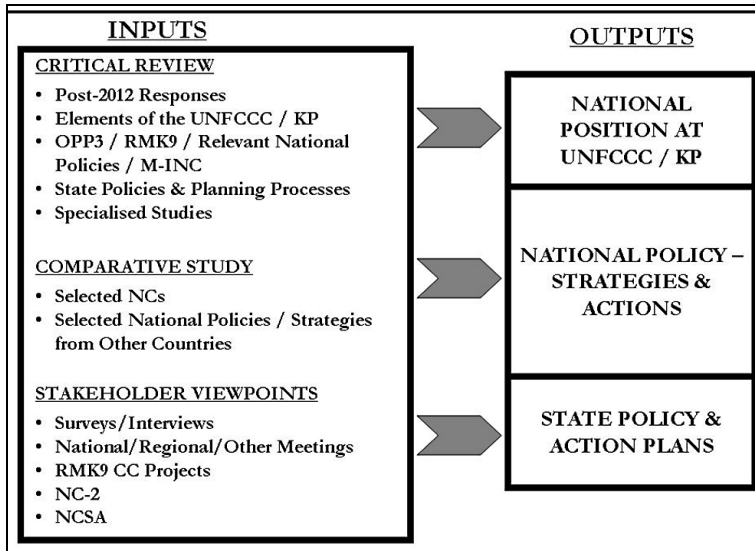 INPUTS
CRITICAL REVIEW
• Post-2012 Responses
• Elements of the UNFCCC / KP
• OPP3 / RMK9 / Relevant National
Policies / M-INC
• State Policies & Planning Processes
• Specialised Studies
COMPARATIVE STUDY
• Selected NCs
• Selected National Policies / Strategies
from Other Countries
STAKEHOLDER VIEWPOINTS
• Surveys/Interviews
• National/Regional/Other Meetings
• RMK9 CC Projects
• NC-2
• NCSA
OUTPUTS
NATIONAL
POSITION AT
UNFCCC / KP
NATIONAL POLICY –
STRATEGIES &
ACTIONS
STATE POLICY &
ACTION PLANS